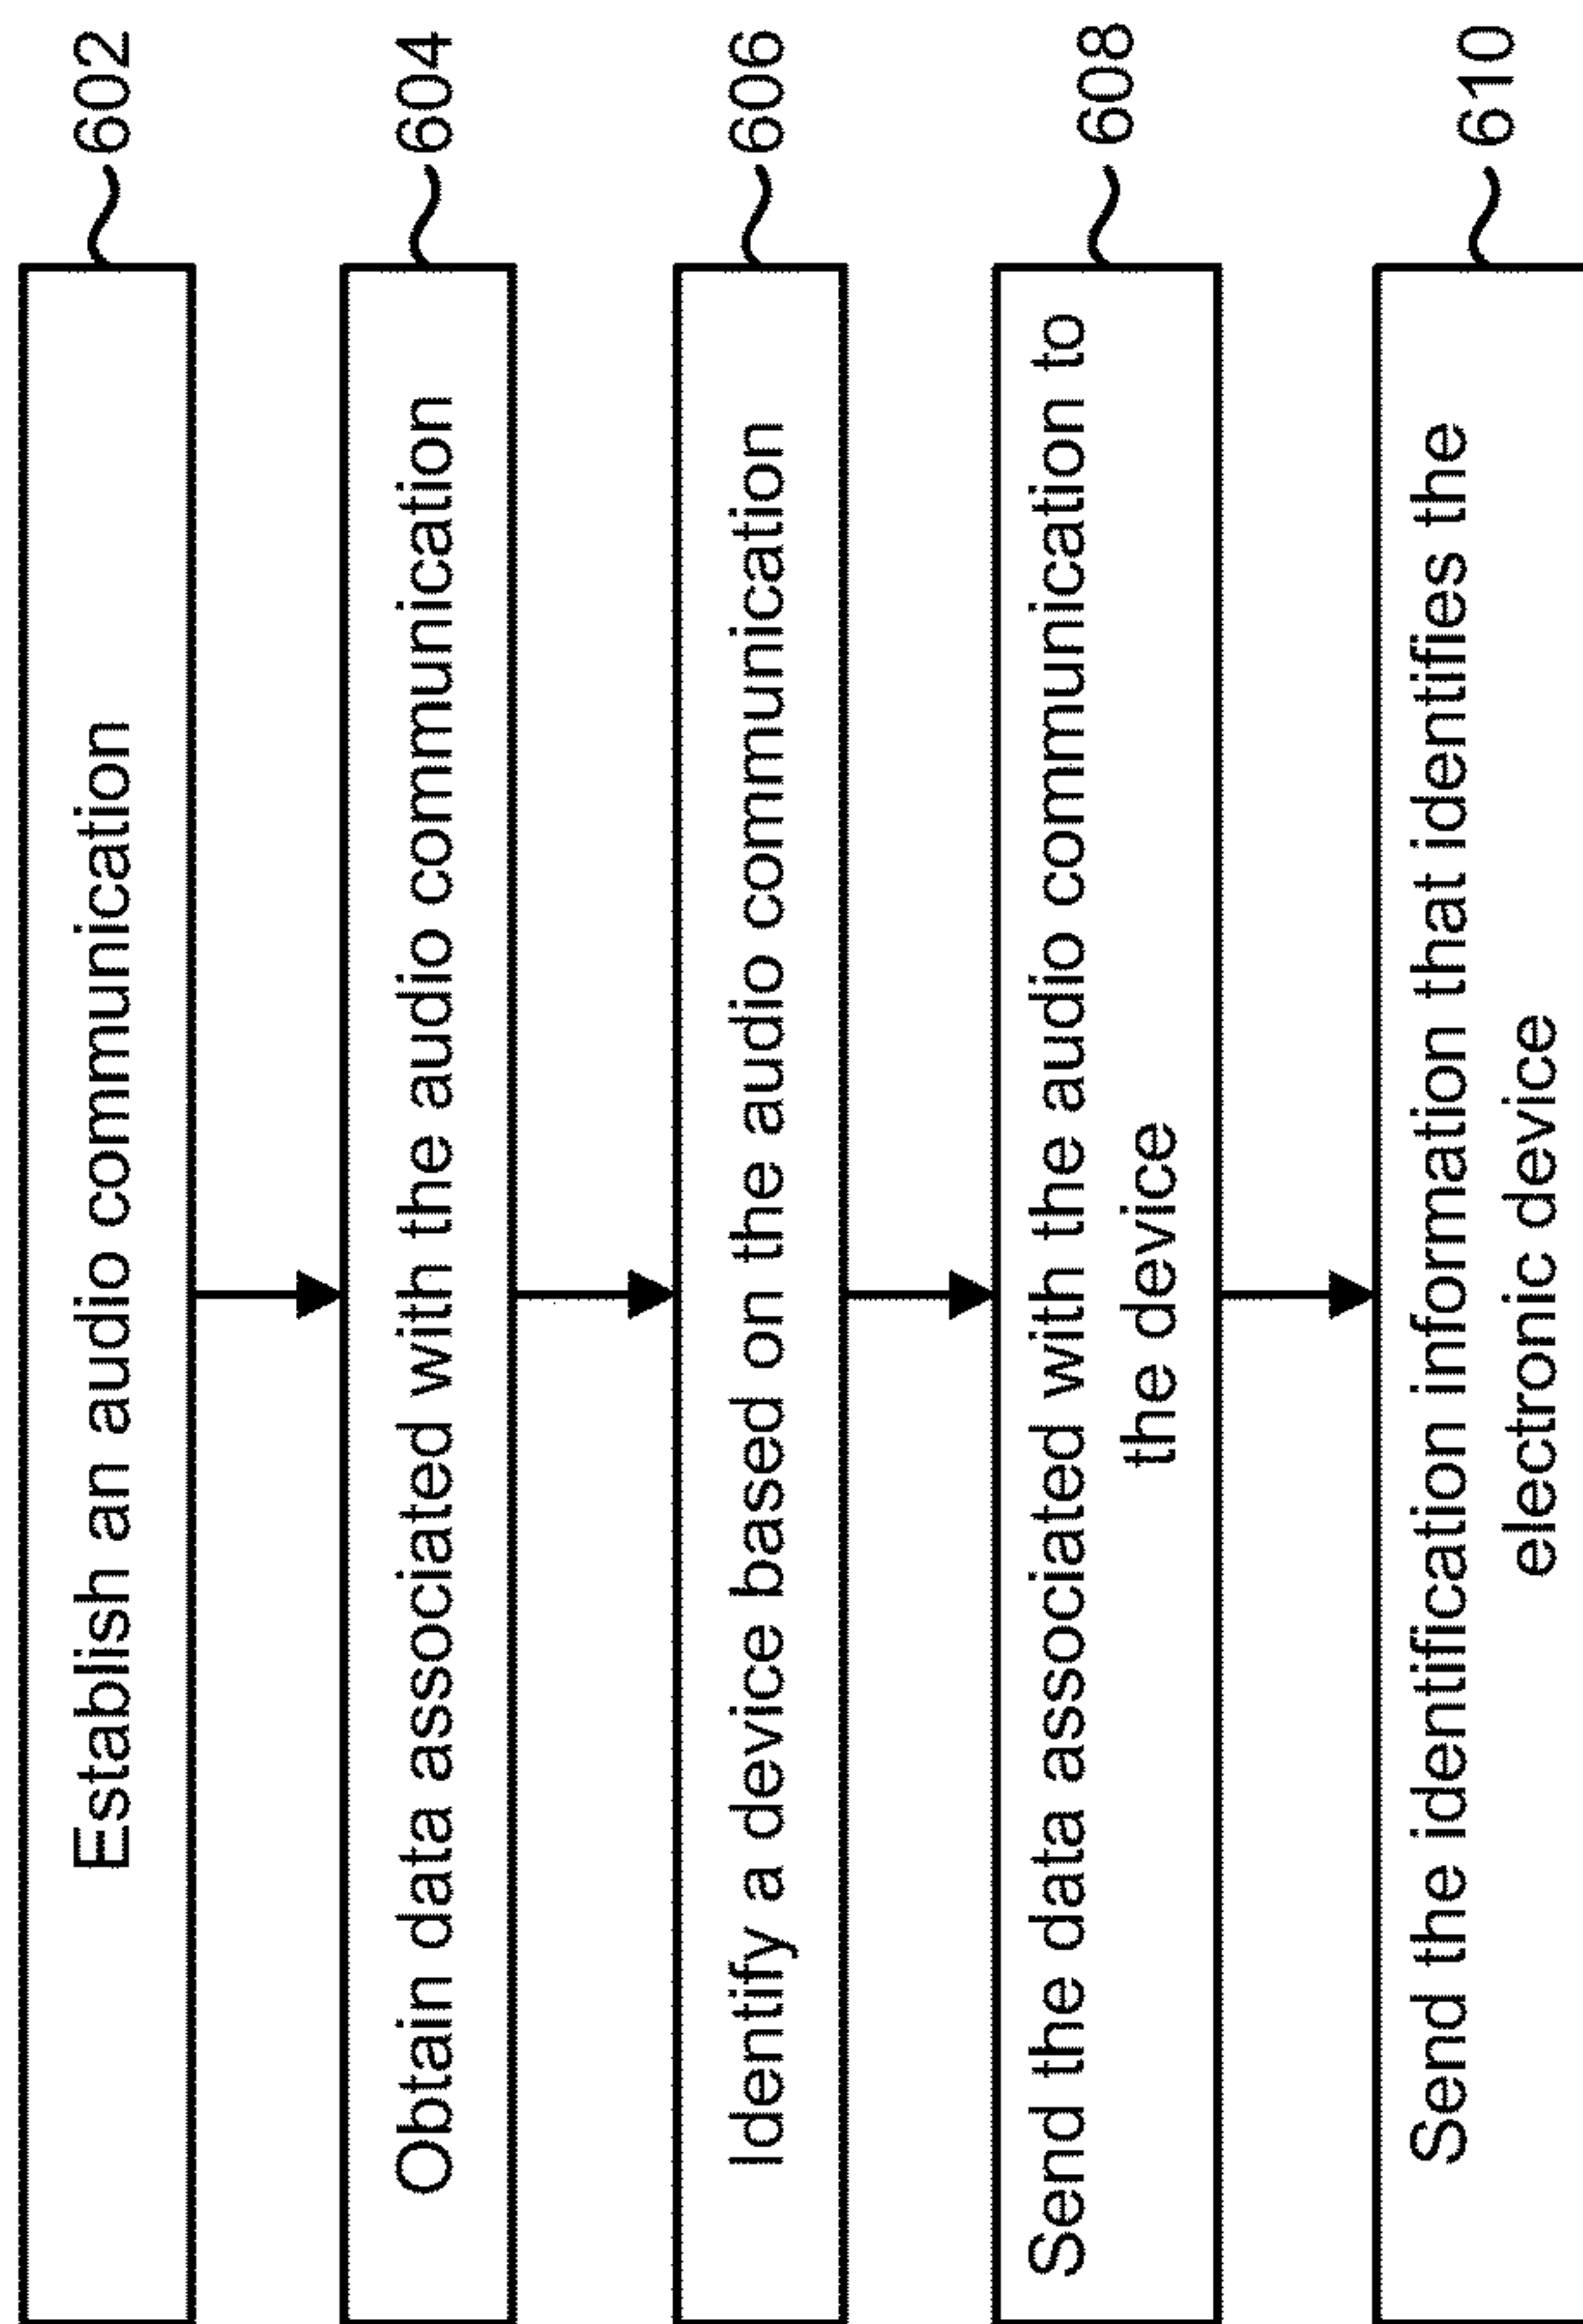 Establish an audio communication
602
Obtain data associated with the audio communication
604
Identify a device based on the audio communication
606
Send the data associated with the audio communication to
the device
608
Send the identification information that identifies the
electronic device
610